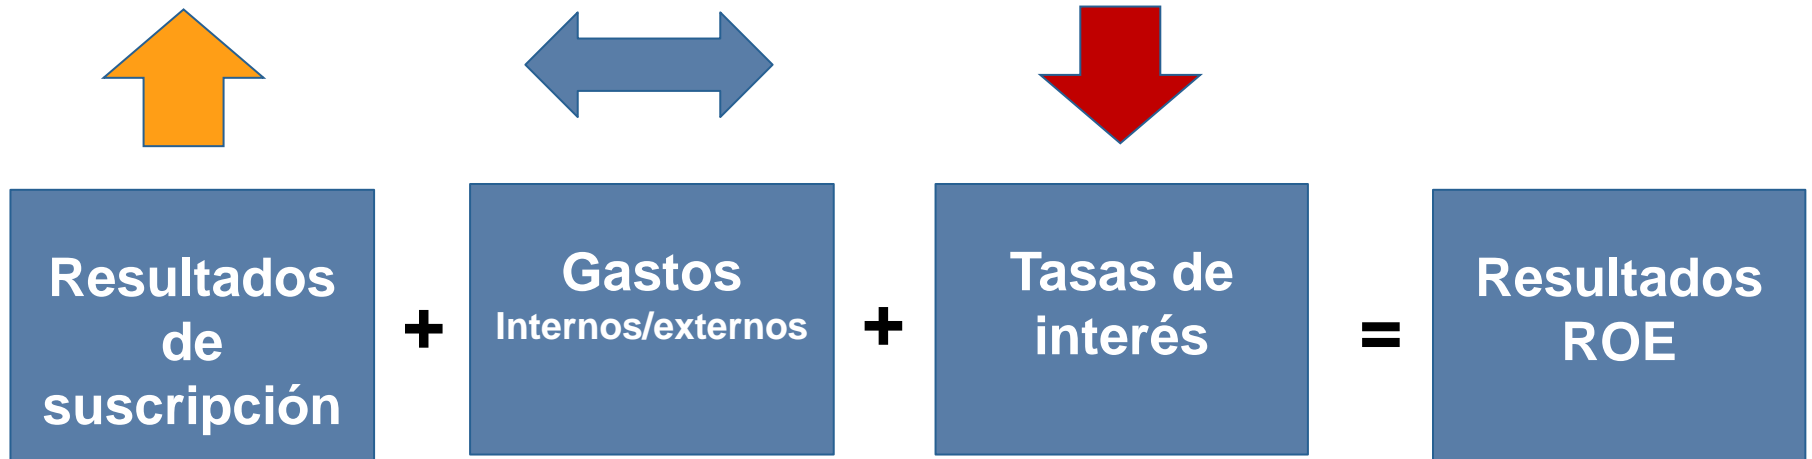 Resultados
de
suscripción
+
Gastos
Internos/externos
+
Tasas de
interés
=
Resultados
ROE